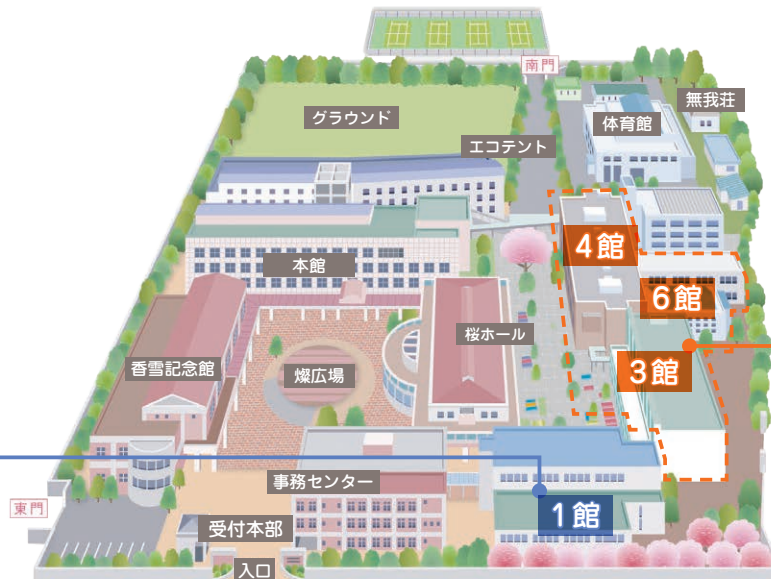 南門
無我荘
グラウンド
体育館
エコテント
4館
本館
6館
桜ホール
香雪記念館
燦広場
3館
事務センター
東門
1館
受付本部
入口